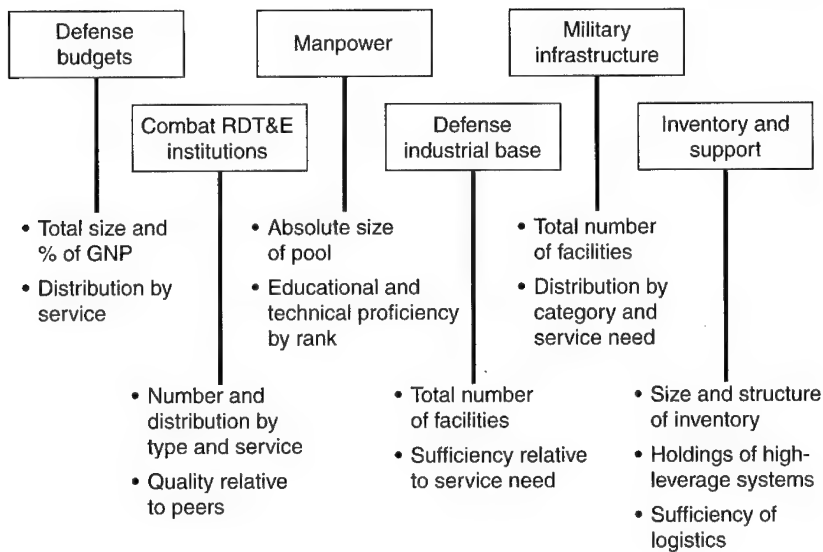 Defense
budgets
Manpower
Military
infrastructure
Combat RDT&E
institutions
Defense
industrial base
Inventory and
support
• Total size and
% of GNP
• Distribution by
service
• Absolute size
of pool
• Educational and
technical proficiency
by rank
• Total number
of facilities
• Distribution by
category and
service need
• Number and
distribution by
type and service
• Quality relative
to peers
• Total number
of facilities
• Sufficiency relative
to service need
• Size and structure
of inventory
• Holdings of high-
leverage systems
• Sufficiency of
logistics